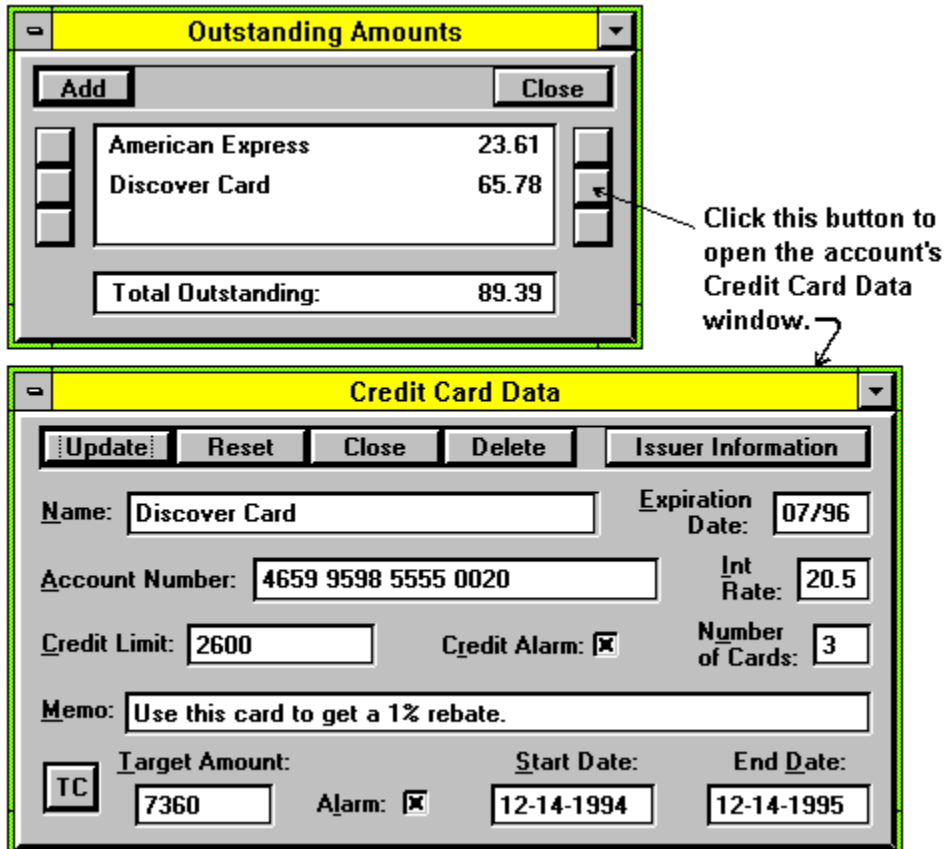 Outstanding Amounts
Add Close
American Express 23.61
Discover Card 65.78
Total Outstanding: 89.39
Click this button to
open the account's
Credit Card Data
window.
Credit Card Data
Update Reset Close Delete Issuer Information
Name: Discover Card Expiration Date: 07/96
Account Number: 4659 9598 5555 0020 Int Rate: 20.5
Credit Limit: 2600 Credit Alarm: Number of Cards: 3
Memo: Use this card to get a 1% rebate.
Target Amount: Start Date: End Date:
TC 7360 Alarm: 12-14-1994 12-14-1995